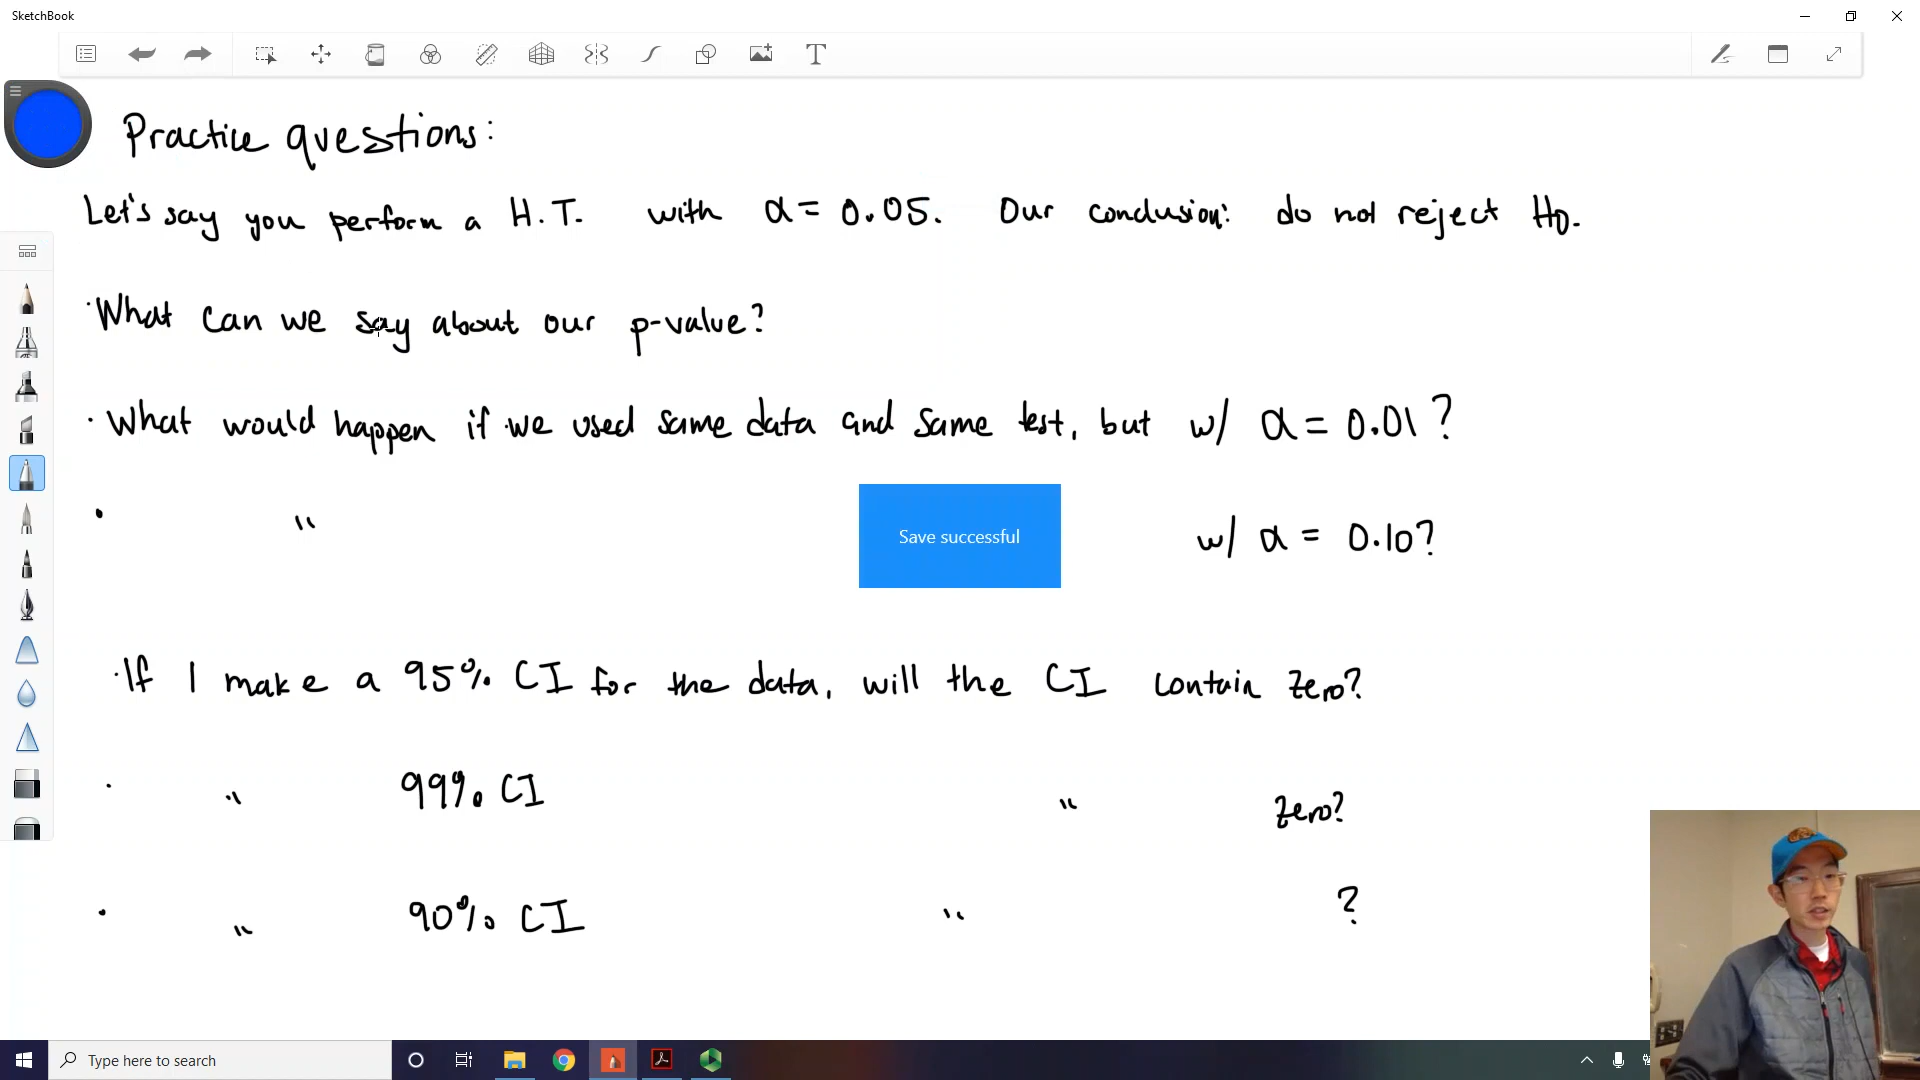 SketchBook
T
Practice questions:
Let's say you perform a H.T. with α = 0.05. Our conclusion: do not reject H0.
· What can we say about our p-value?
· What would happen if we used same data and same test, but w/ α = 0.01?
· " w/ α = 0.10?
Save successful
· If I make a 95% CI for the data, will the CI contain zero?
· " 99% CI " zero?
· " 90% CI " ?
Type here to search